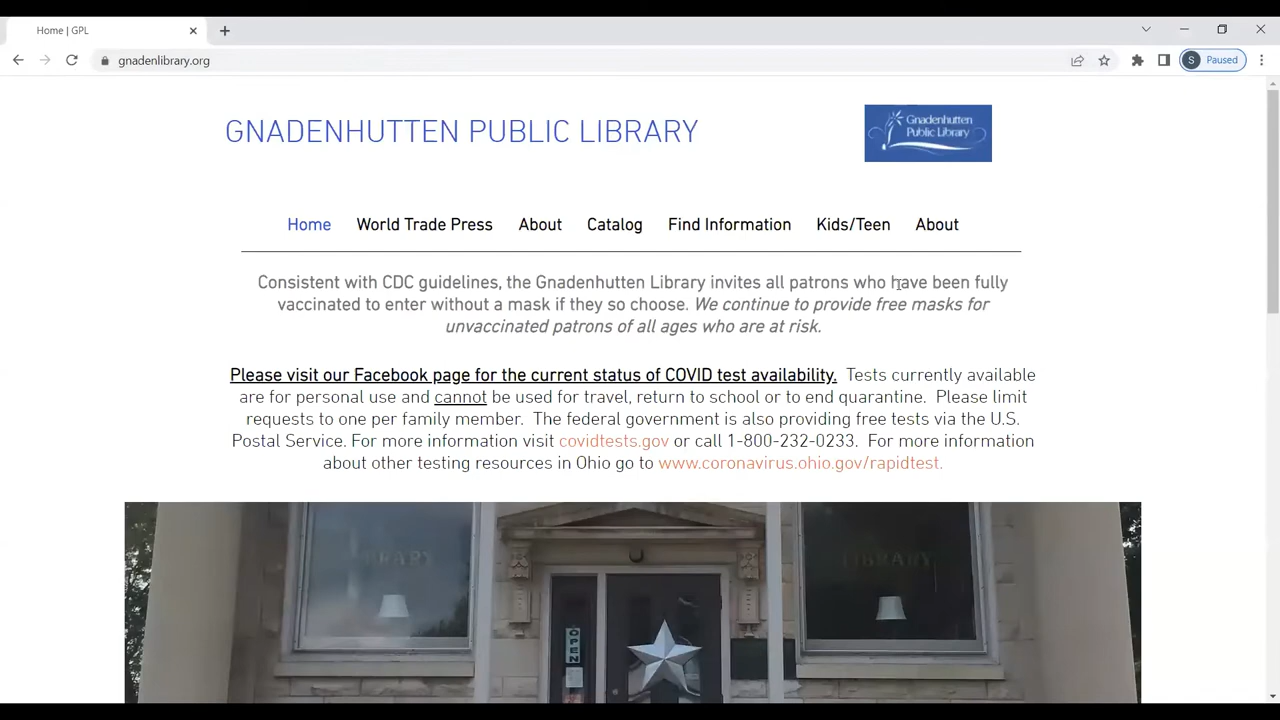 Home | GPL
gnadenlibrary.org
S Paused
GNADENHUTTEN PUBLIC LIBRARY
Gnadenhutten
Public Library
Home World Trade Press About Catalog Find Information Kids/Teen About
Consistent with CDC guidelines, the Gnadenhutten Library invites all patrons who have been fully
vaccinated to enter without a mask if they so choose. We continue to provide free masks for
unvaccinated patrons of all ages who are at risk.
Please visit our Facebook page for the current status of COVID test availability. Tests currently available
are for personal use and cannot be used for travel, return to school or to end quarantine. Please limit
requests to one per family member. The federal government is also providing free tests via the U.S.
Postal Service. For more information visit covidtests.gov or call 1-800-232-0233. For more information
about other testing resources in Ohio go to www.coronavirus.ohio.gov/rapidtest.
LIBRARY
LIBRARY
OPEN